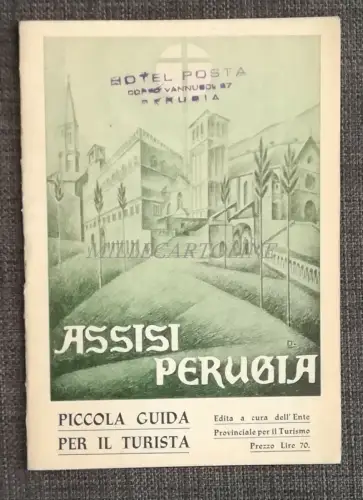 HOTEL POSTA
CORSO VANNUCCI 97
PERUGIA
MILLECARTOLINE
ASSISI
PERUGIA
PICCOLA GUIDA
PER IL TURISTA
Edita a cura dell'Ente
Provinciale per il Turismo
Prezzo Lire 70.